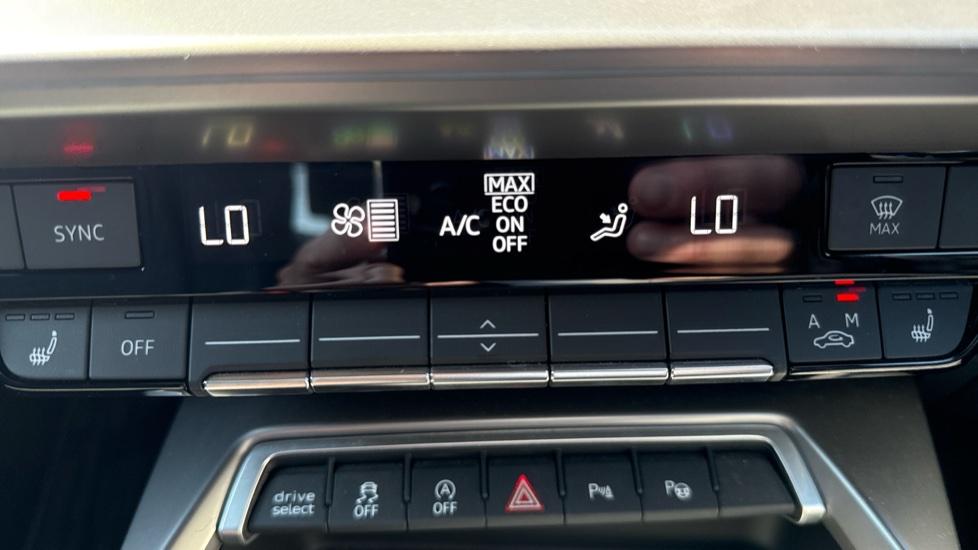 SYNC
LO
A/C
MAX
ECO
ON
OFF
LO
MAX
OFF
A M
drive
select
OFF
OFF
P
P